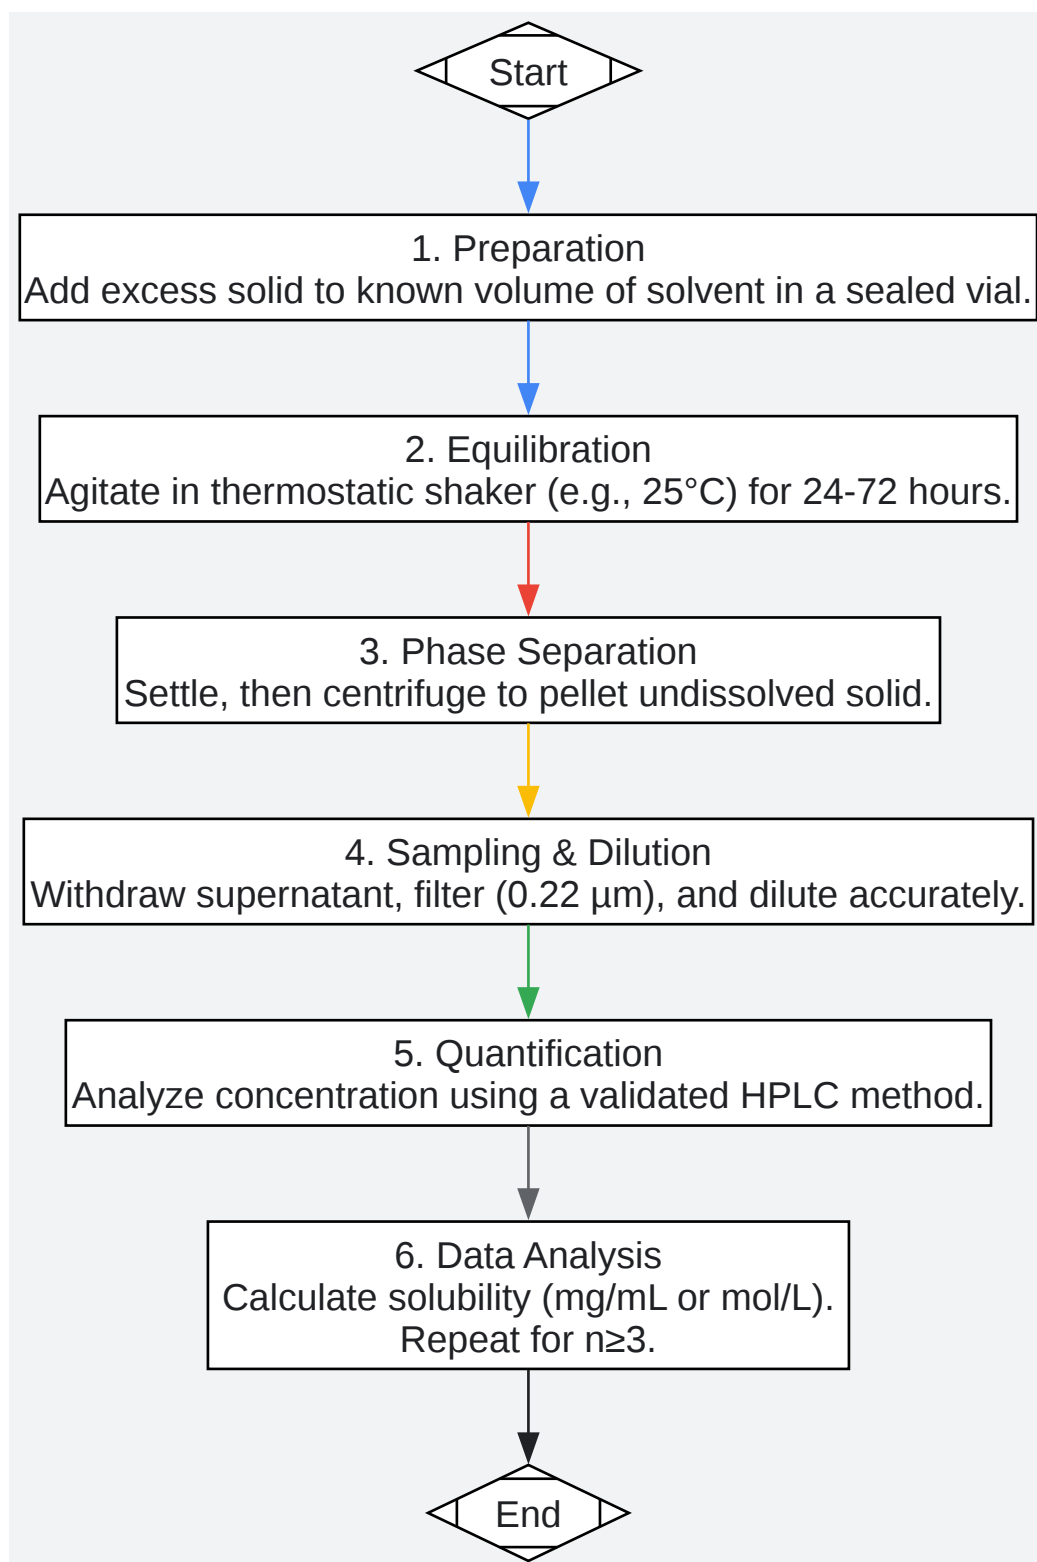 Start
1. Preparation
Add excess solid to known volume of solvent in a sealed vial.
2. Equilibration
Agitate in thermostatic shaker (e.g., 25°C) for 24-72 hours.
3. Phase Separation
Settle, then centrifuge to pellet undissolved solid.
4. Sampling & Dilution
Withdraw supernatant, filter (0.22 µm), and dilute accurately.
5. Quantification
Analyze concentration using a validated HPLC method.
6. Data Analysis
Calculate solubility (mg/mL or mol/L).
Repeat for n≥3.
End